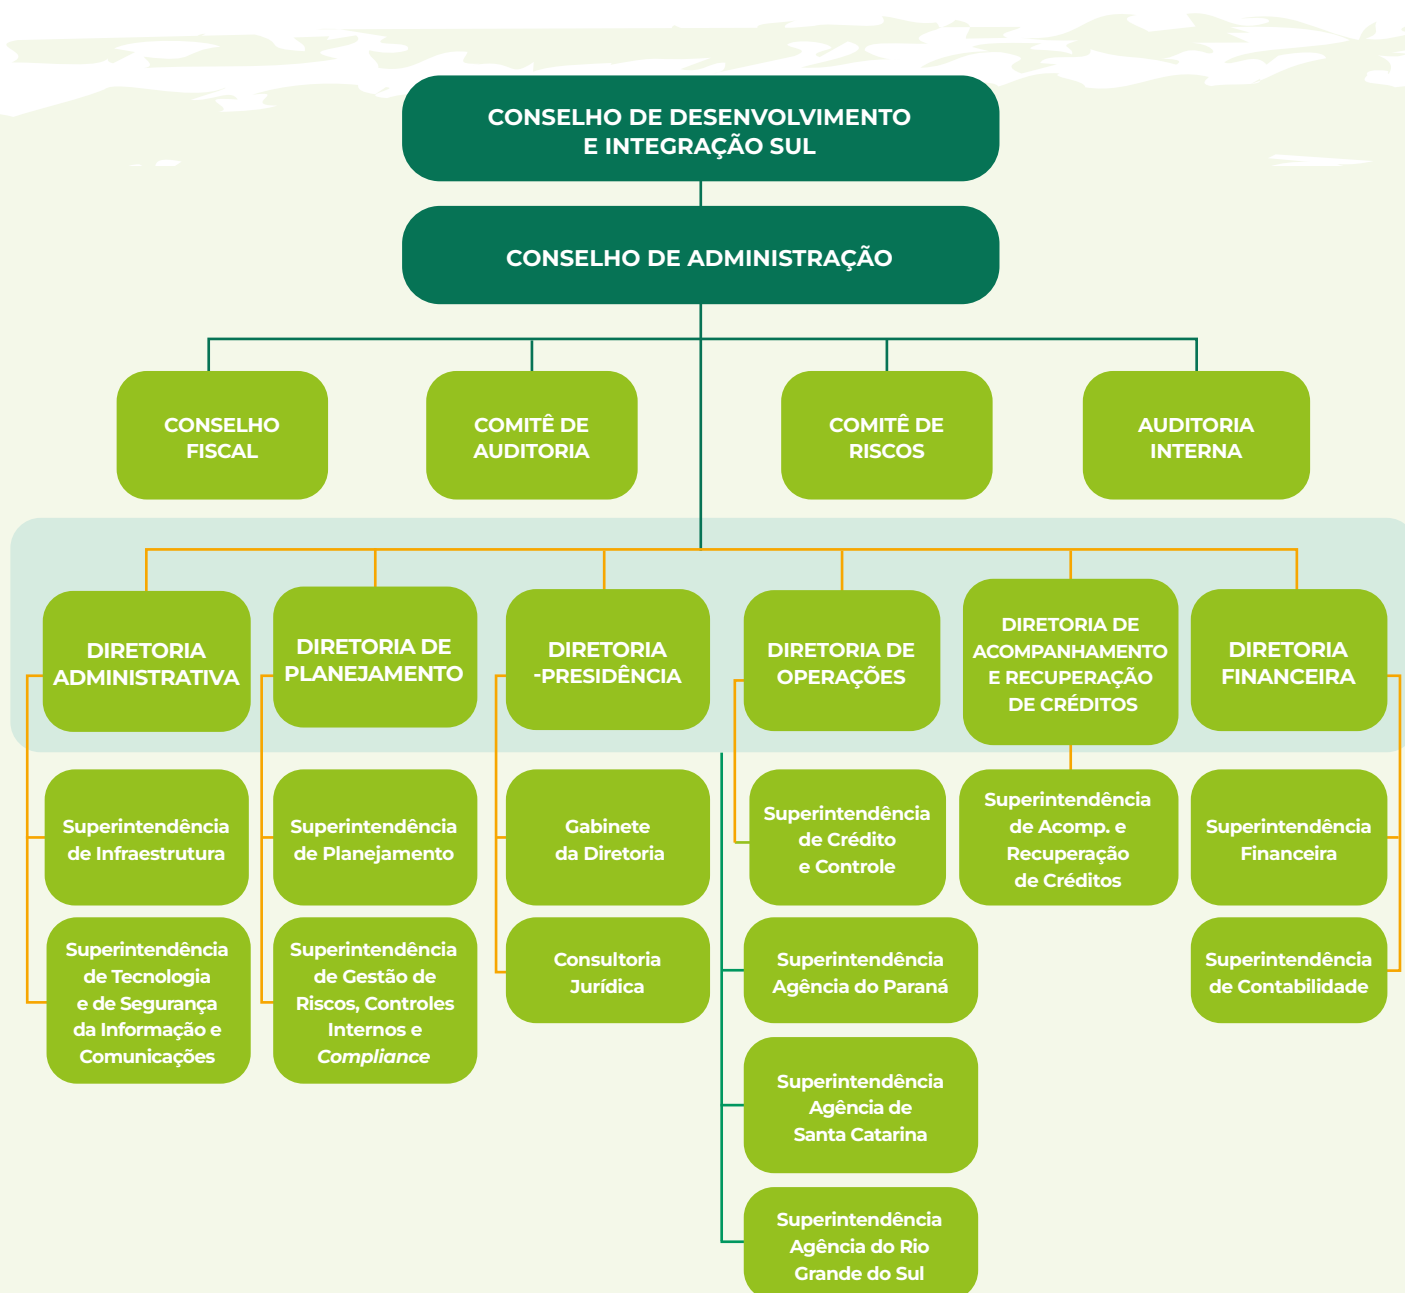 CONSELHO DE DESENVOLVIMENTO
E INTEGRAÇÃO SUL
CONSELHO DE ADMINISTRAÇÃO
CONSELHO
FISCAL
COMITÊ DE
AUDITORIA
COMITÊ DE
RISCOS
AUDITORIA
INTERNA
DIRETORIA
ADMINISTRATIVA
DIRETORIA DE
PLANEJAMENTO
DIRETORIA
-PRESIDÊNCIA
DIRETORIA DE
OPERAÇÕES
DIRETORIA DE
ACOMPANHAMENTO
E RECUPERAÇÃO
DE CRÉDITOS
DIRETORIA
FINANCEIRA
Superintendência
de Infraestrutura
Superintendência
de Planejamento
Gabinete
da Diretoria
Superintendência
de Crédito
e Controle
Superintendência
de Acomp. e
Recuperação
de Créditos
Superintendência
Financeira
Superintendência
de Tecnologia
e de Segurança
da Informação e
Comunicações
Superintendência
de Gestão de
Riscos, Controles
Internos e
Compliance
Consultoria
Jurídica
Superintendência
Agência do Paraná
Superintendência
de Contabilidade
Superintendência
Agência de
Santa Catarina
Superintendência
Agência do Rio
Grande do Sul